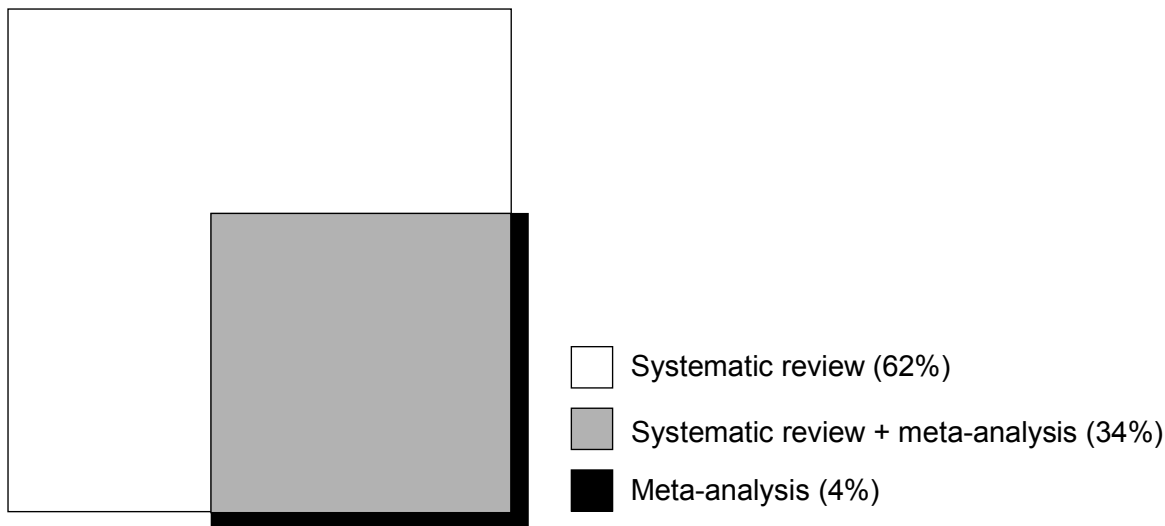 Systematic review (62%)
Systematic review + meta-analysis (34%)
Meta-analysis (4%)